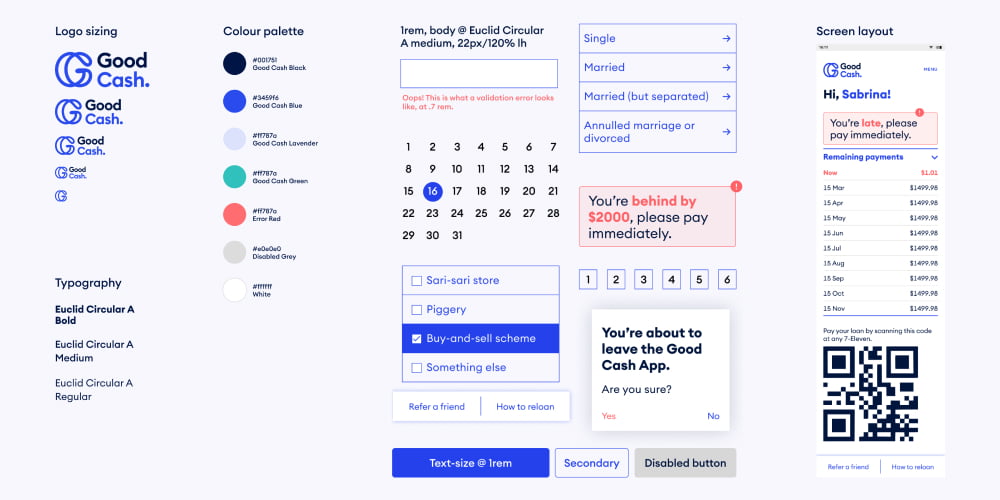 Logo sizing
Good
Cash.
Good
Cash.
Good
Cash.
Good
Cash.
Typography
Euclid Circular A
Bold
Euclid Circular A
Medium
Euclid Circular A
Regular
Colour palette
#001751
Good Cash Black
#3459f6
Good Cash Blue
#ff787a
Good Cash Lavender
#ff787a
Good Cash Green
#ff787a
Error Red
#e0e0e0
Disabled Grey
#ffffff
White
1rem, body @ Euclid Circular
A medium, 22px/120% lh
Oops! This is what a validation error looks
like, at .7 rem.
1 2 3 4 5 6 7
8 9 10 11 12 13 14
15 16 17 18 19 20 21
22 23 24 25 26 27 28
29 30 31
Sari-sari store
Piggery
Buy-and-sell scheme
Something else
Refer a friend How to reloan
Text-size @ 1rem
Secondary
Disabled button
Single
Married
Married (but separated)
Annulled marriage or
divorced
!
You're behind by
$2000, please pay
immediately.
1 2 3 4 5 6
You're about to
leave the Good
Cash App.
Are you sure?
Yes No
Screen layout
Good
Cash.
MENU
Hi, Sabrina!
!
You're late, please
pay immediately.
Remaining payments
Now $1.01
15 Mar $1499.98
15 Apr $1499.98
15 May $1499.98
15 Jun $1499.98
15 Jul $1499.98
15 Aug $1499.98
15 Sep $1499.98
15 Oct $1499.98
15 Nov $1499.98
Pay your loan by scanning this code
at any 7-Eleven.
Refer a friend How to reloan